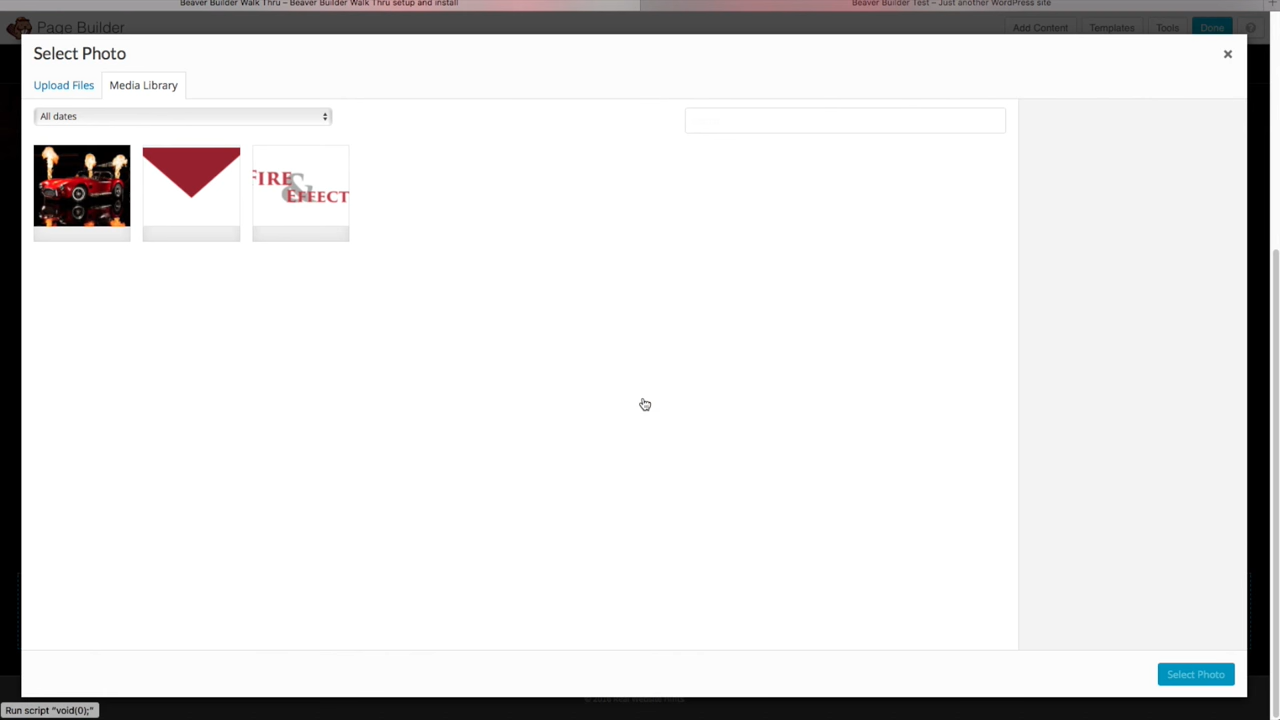 Beaver Builder Walk Thru – Beaver Builder Walk Thru setup and install
Beaver Builder Test – Just another WordPress site
Page Builder
Add Content
Templates
Tools
Done
Select Photo
Upload Files
Media Library
All dates
FIRE
&
EFFECT
Select Photo
Run script "void(0);"